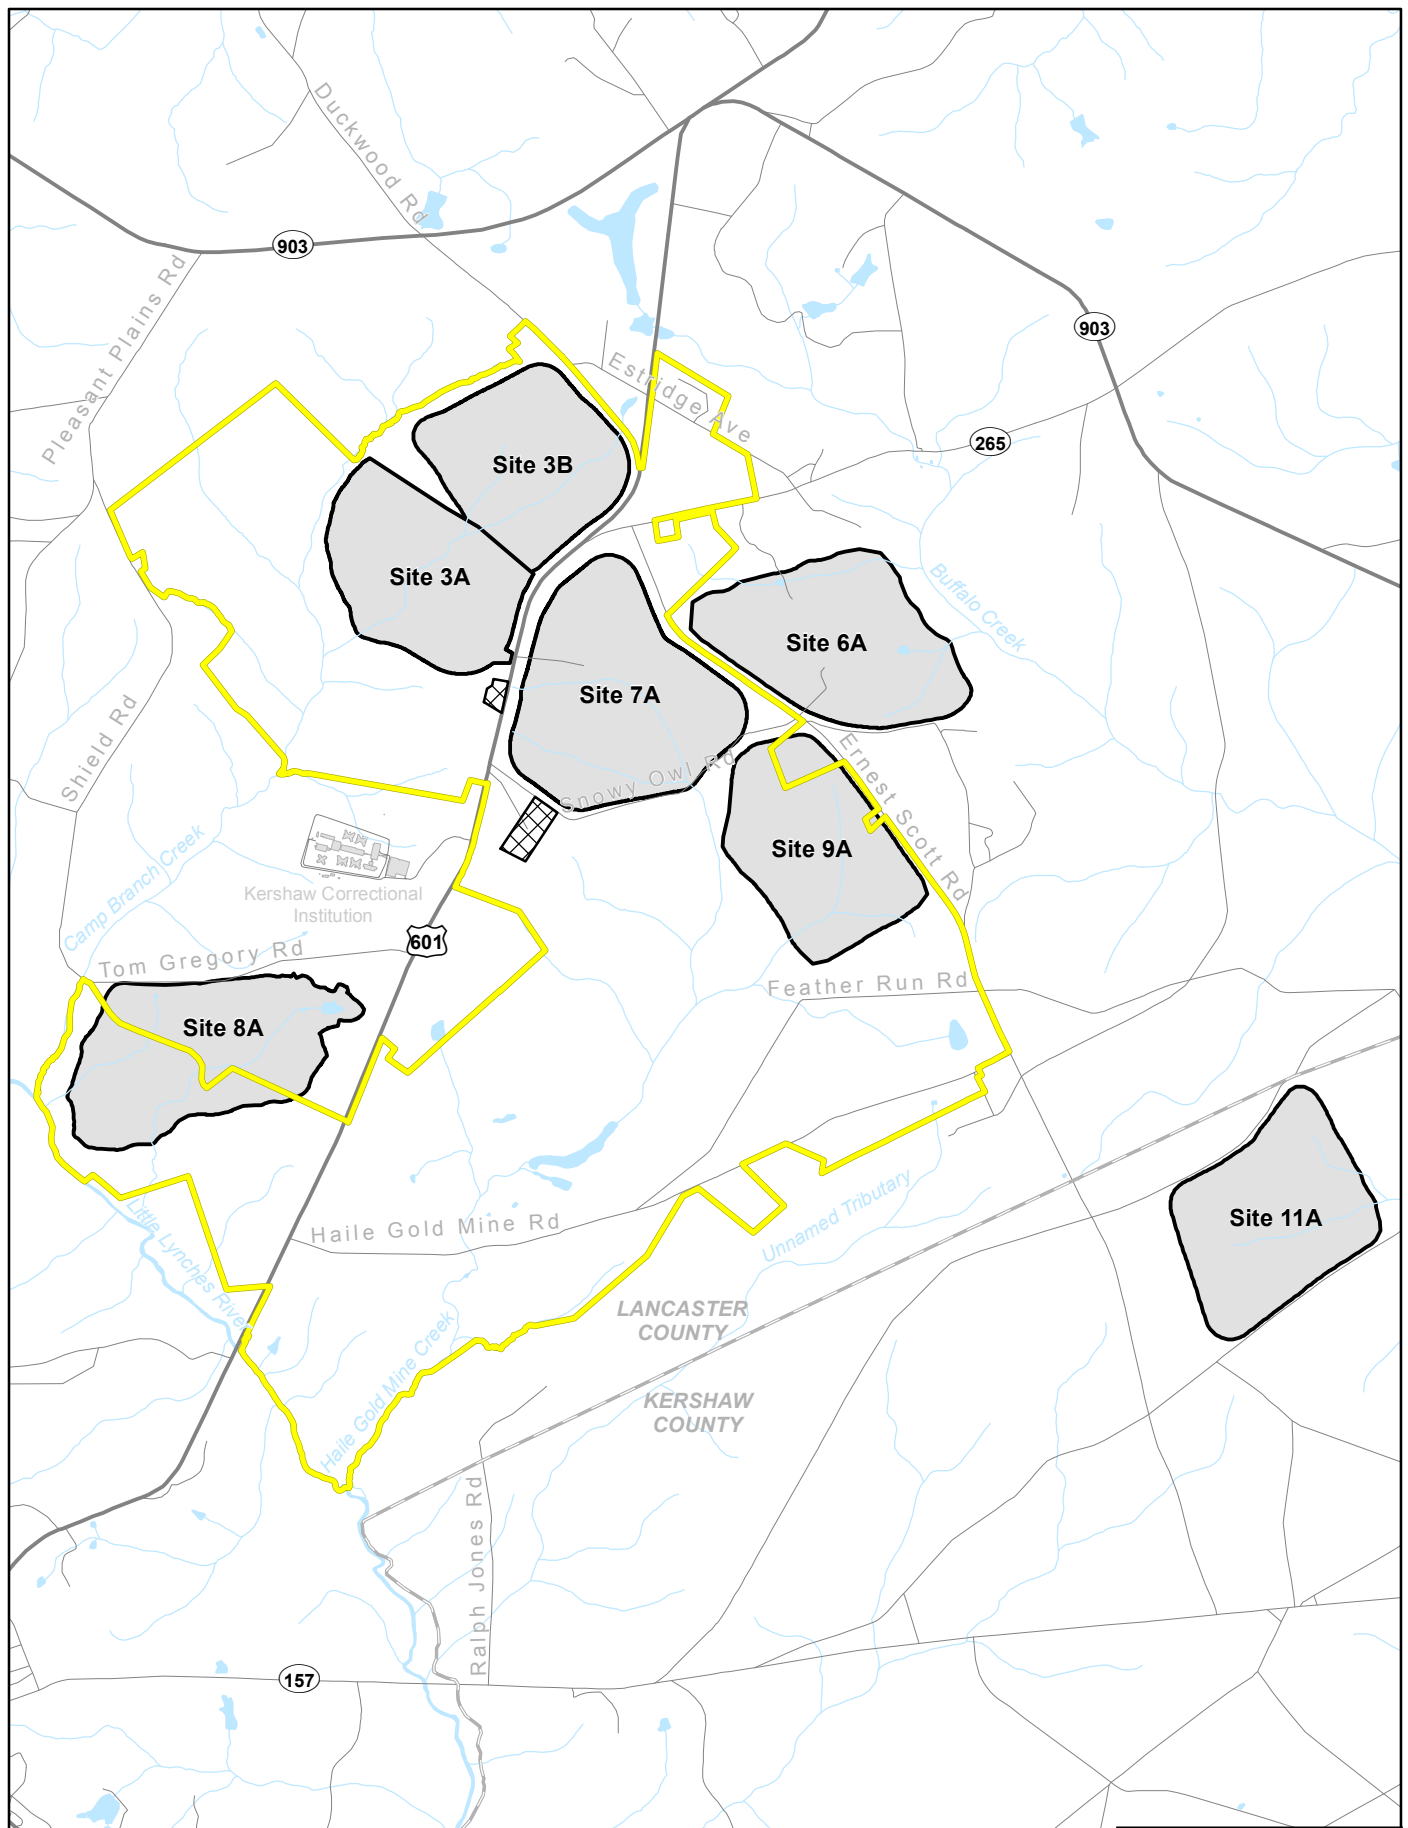 Duckwood Rd
903
Pleasant Plains Rd
903
Estridge Ave
265
Site 3B
Site 3A
Buffalo Creek
Site 6A
Site 7A
Shield Rd
Snowy Owl Rd
Ernest Scott Rd
Site 9A
Camp Branch Creek
Kershaw Correctional
Institution
601
Tom Gregory Rd
Feather Run Rd
Site 8A
Little Lynches River
Haile Gold Mine Rd
Unnamed Tributary
Site 11A
LANCASTER
COUNTY
Haile Gold Mine Creek
KERSHAW
COUNTY
Ralph Jones Rd
157